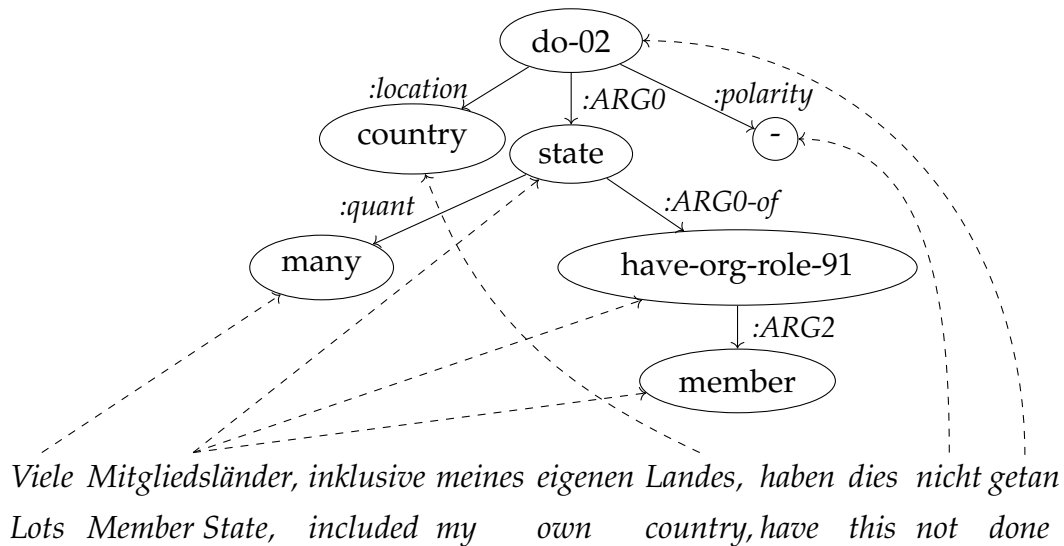 do-02
:location
:ARG0
:polarity
country
state
-
:quant
:ARG0-of
many
have-org-role-91
:ARG2
member
Viele Mitgliedsländer, inklusive meines eigenen Landes, haben dies nicht getan
Lots Member State, included my own country, have this not done